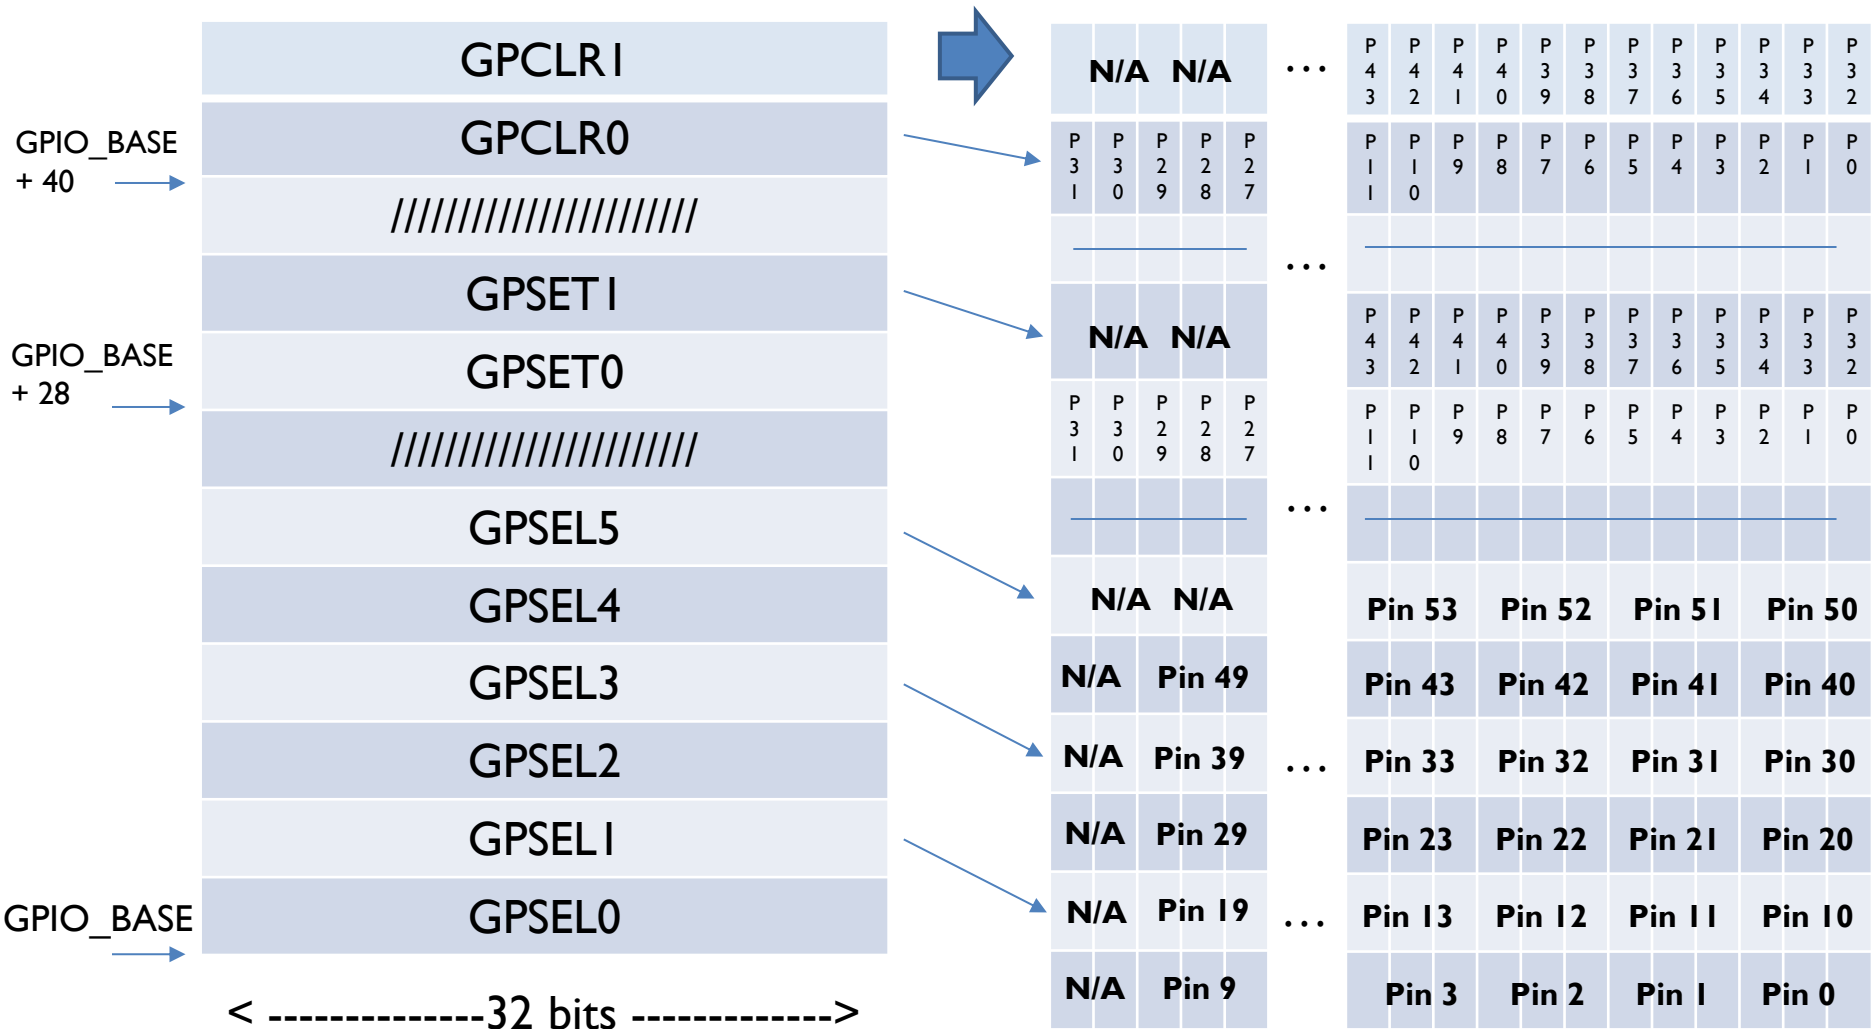 GPCLR1
GPCLR0
GPIO_BASE
+ 40
//////////////////////
GPSET1
GPSET0
GPIO_BASE
+ 28
//////////////////////
GPSEL5
GPSEL4
GPSEL3
GPSEL2
GPSEL1
GPSEL0
GPIO_BASE
< --------------32 bits ------------->
N/A N/A ... P43 P42 P41 P40 P39 P38 P37 P36 P35 P34 P33 P32
P31 P30 P29 P28 P27 P11 P10 P9 P8 P7 P6 P5 P4 P3 P2 P1 P0
...
N/A N/A P43 P42 P41 P40 P39 P38 P37 P36 P35 P34 P33 P32
P31 P30 P29 P28 P27 P11 P10 P9 P8 P7 P6 P5 P4 P3 P2 P1 P0
...
N/A N/A Pin 53 Pin 52 Pin 51 Pin 50
N/A Pin 49 Pin 43 Pin 42 Pin 41 Pin 40
N/A Pin 39 ... Pin 33 Pin 32 Pin 31 Pin 30
N/A Pin 29 Pin 23 Pin 22 Pin 21 Pin 20
N/A Pin 19 ... Pin 13 Pin 12 Pin 11 Pin 10
N/A Pin 9 Pin 3 Pin 2 Pin 1 Pin 0